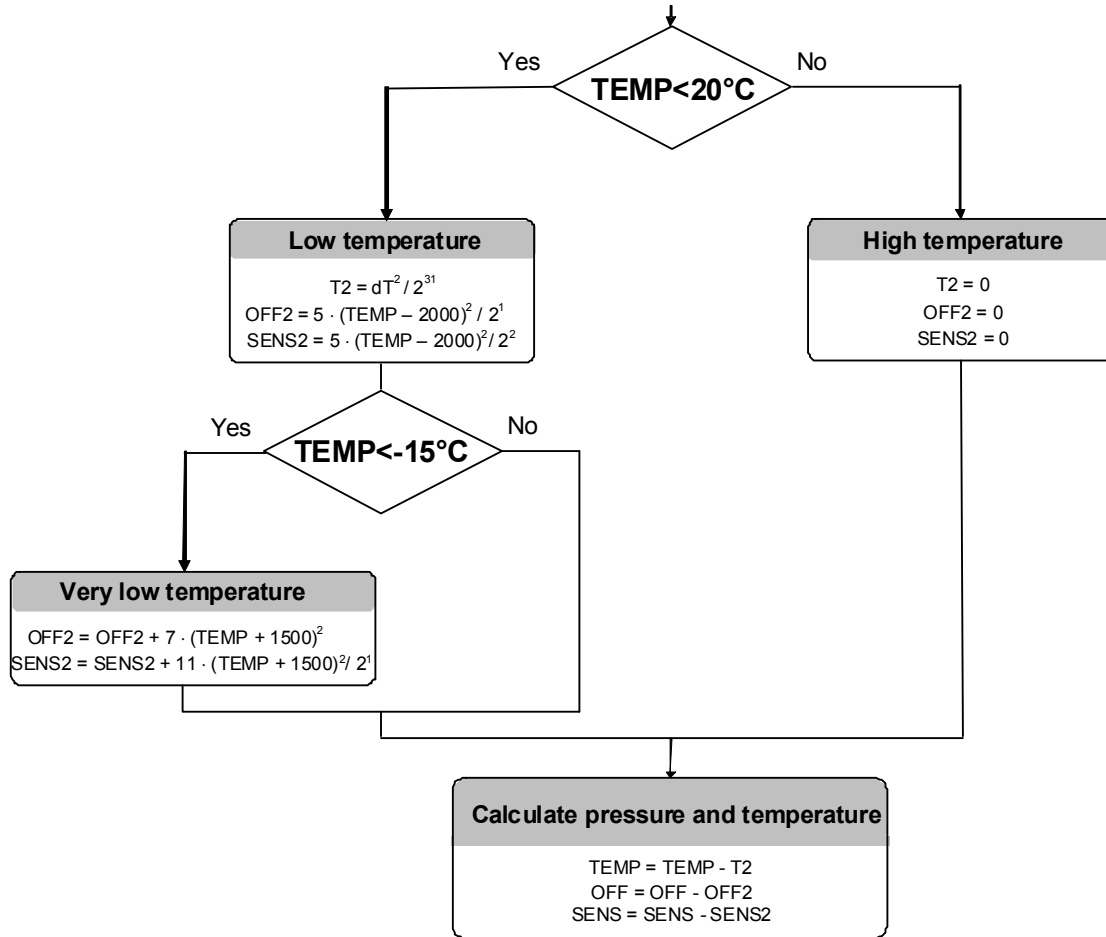 Yes
No
TEMP<20°C
Low temperature
T2 = dT² / 2³¹
OFF2 = 5 · (TEMP – 2000)² / 2¹
SENS2 = 5 · (TEMP – 2000)² / 2²
High temperature
T2 = 0
OFF2 = 0
SENS2 = 0
Yes
No
TEMP<-15°C
Very low temperature
OFF2 = OFF2 + 7 · (TEMP + 1500)²
SENS2 = SENS2 + 11 · (TEMP + 1500)² / 2¹
Calculate pressure and temperature
TEMP = TEMP - T2
OFF = OFF - OFF2
SENS = SENS - SENS2